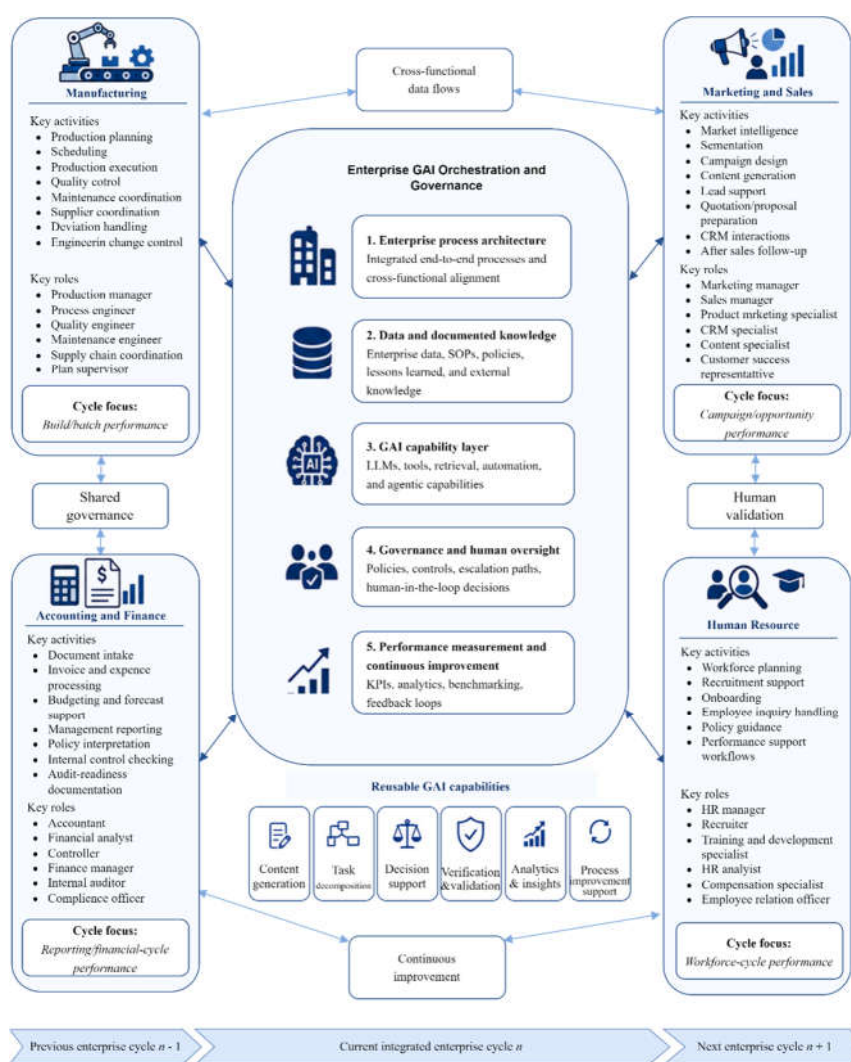 Manufacturing
Key activities
Production planning
Scheduling
Production execution
Quality cotrol
Maintenance coordination
Supplier coordination
Deviation handling
Engineerin change control
Key roles
Production manager
Process engineer
Quality engineer
Maintenance engineer
Supply chain coordination
Plan supervisor
Cycle focus:
Build/batch performance
Cross-functional
data flows
Marketing and Sales
Key activities
Market intelligence
Sementation
Campaign design
Content generation
Lead support
Quotation/proposal
preparation
CRM interactions
After sales follow-up
Key roles
Marketing manager
Sales manager
Product mrketing specialist
CRM specialist
Content specialist
Customer success
representattive
Cycle focus:
Campaign/opportunity
performance
Enterprise GAI Orchestration and
Governance
1. Enterprise process architecture
Integrated end-to-end processes and
cross-functional alignment
2. Data and documented knowledge
Enterprise data, SOPs, policies,
lessons learned, and external
knowledge
AI
3. GAI capability layer
LLMs, tools, retrieval, automation,
and agentic capabilities
4. Governance and human oversight
Policies, controls, escalation paths,
human-in-the-loop decisions
5. Performance measurement and
continuous improvement
KPIs, analytics, benchmarking,
feedback loops
Shared
governance
Human
validation
$
Accounting and Finance
Key activities
Document intake
Invoice and expence
processing
Budgeting and forecast
support
Management reporting
Policy interpretation
Internal control checking
Audit-readiness
documentation
Key roles
Accountant
Financial analyst
Controller
Finance manager
Internal auditor
Complience officer
Cycle focus:
Reporting/financial-cycle
performance
Human Resource
Key activities
Workforce planning
Recruitment support
Onboarding
Employee inquiry handling
Policy guidance
Performance support
workflows
Key roles
HR manager
Recruiter
Training and development
specialist
HR analyist
Compensation specialist
Employee relation officer
Cycle focus:
Workforce-cycle performance
Reusable GAI capabilities
Content
generation
Task
decomposition
Decision
support
Verification
&validation
Analytics
& insights
Process
improvement
support
Continuous
improvement
Previous enterprise cycle n - 1
Current integrated enterprise cycle n
Next enterprise cycle n + 1